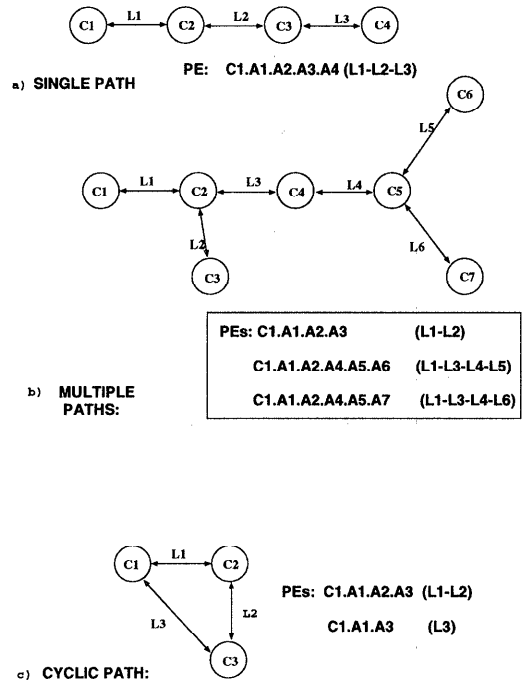 C1 L1 C2 L2 C3 L3 C4
PE: C1.A1.A2.A3.A4 (L1-L2-L3)
a) SINGLE PATH
C6
L5
C1 L1 C2 L3 C4 L4 C5
L2
L6
C3
C7
PEs: C1.A1.A2.A3 (L1-L2)
C1.A1.A2.A4.A5.A6 (L1-L3-L4-L5)
C1.A1.A2.A4.A5.A7 (L1-L3-L4-L6)
b) MULTIPLE
PATHS:
C1 L1 C2
PEs: C1.A1.A2.A3 (L1-L2)
L3 L2
C1.A1.A3 (L3)
C3
c) CYCLIC PATH: